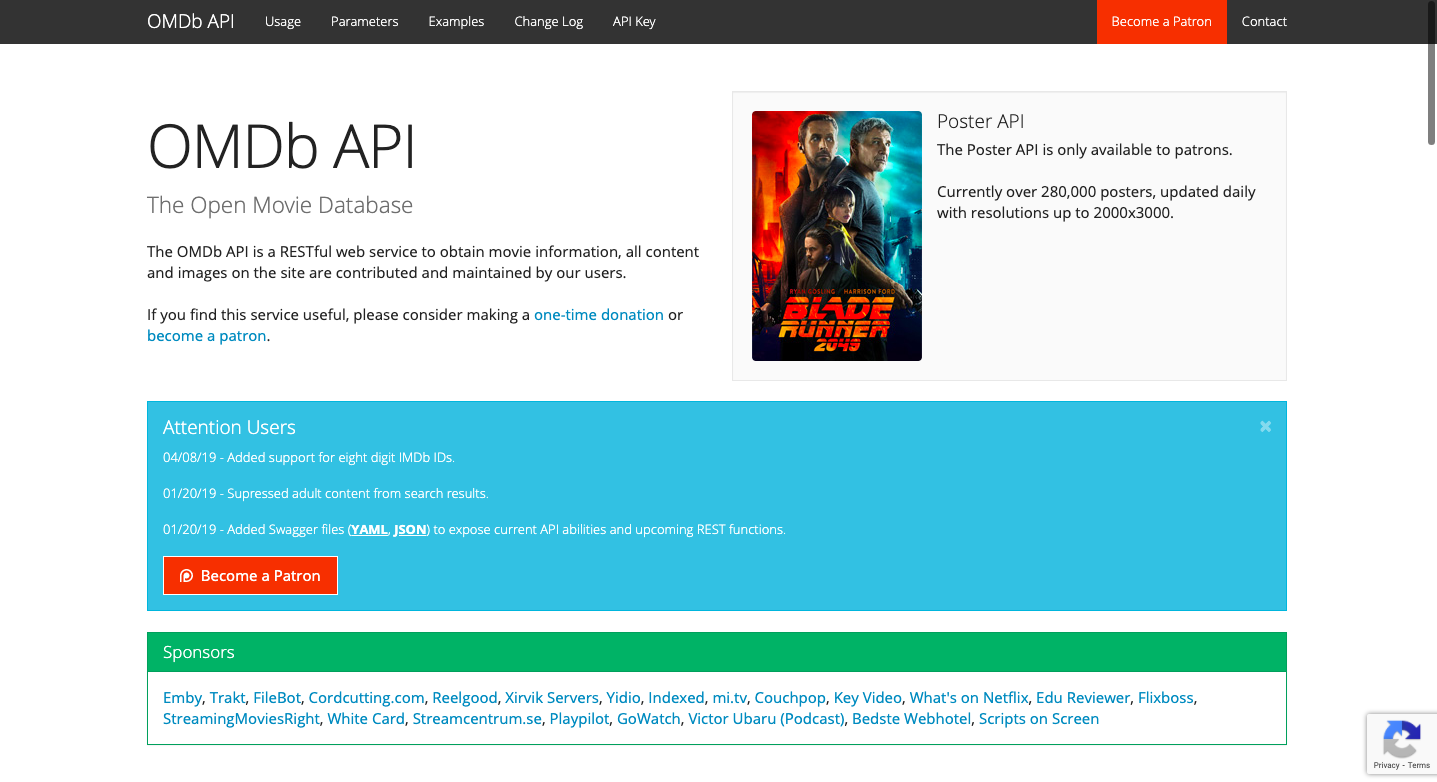 OMDb API
Usage
Parameters
Examples
Change Log
API Key
Become a Patron
Contact
OMDb API
The Open Movie Database
The OMDb API is a RESTful web service to obtain movie information, all content
and images on the site are contributed and maintained by our users.
If you find this service useful, please consider making a one-time donation or
become a patron.
RYAN GOSLING / HARRISON FORD
BLADE
RUNNER
2049
Poster API
The Poster API is only available to patrons.
Currently over 280,000 posters, updated daily
with resolutions up to 2000x3000.
Attention Users
04/08/19 - Added support for eight digit IMDb IDs.
01/20/19 - Supressed adult content from search results.
01/20/19 - Added Swagger files (YAML, JSON) to expose current API abilities and upcoming REST functions.
Become a Patron
Sponsors
Emby, Trakt, FileBot, Cordcutting.com, Reelgood, Xirvik Servers, Yidio, Indexed, mi.tv, Couchpop, Key Video, What's on Netflix, Edu Reviewer, Flixboss,
StreamingMoviesRight, White Card, Streamcentrum.se, Playpilot, GoWatch, Victor Ubaru (Podcast), Bedste Webhotel, Scripts on Screen
Privacy - Terms